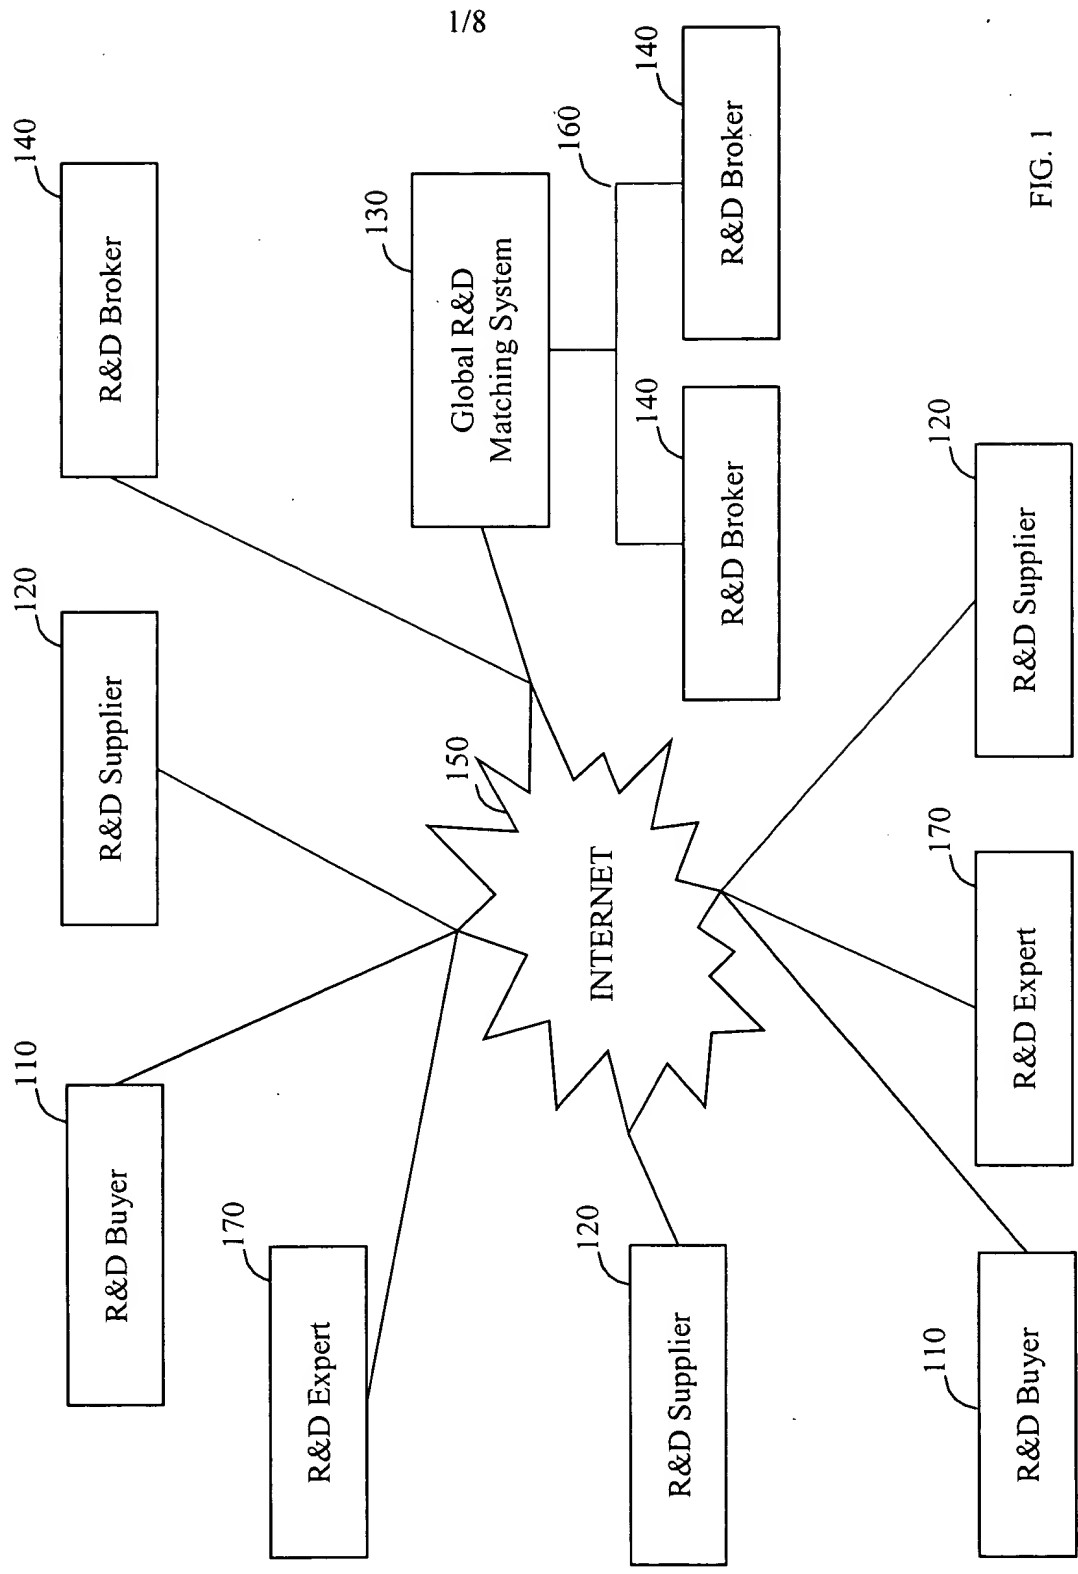 1/8
110
R&D Buyer
120
R&D Supplier
140
R&D Broker
170
R&D Expert
150
INTERNET
130
Global R&D
Matching System
160
120
R&D Supplier
140
R&D Broker
140
R&D Broker
110
R&D Buyer
170
R&D Expert
120
R&D Supplier
FIG. 1